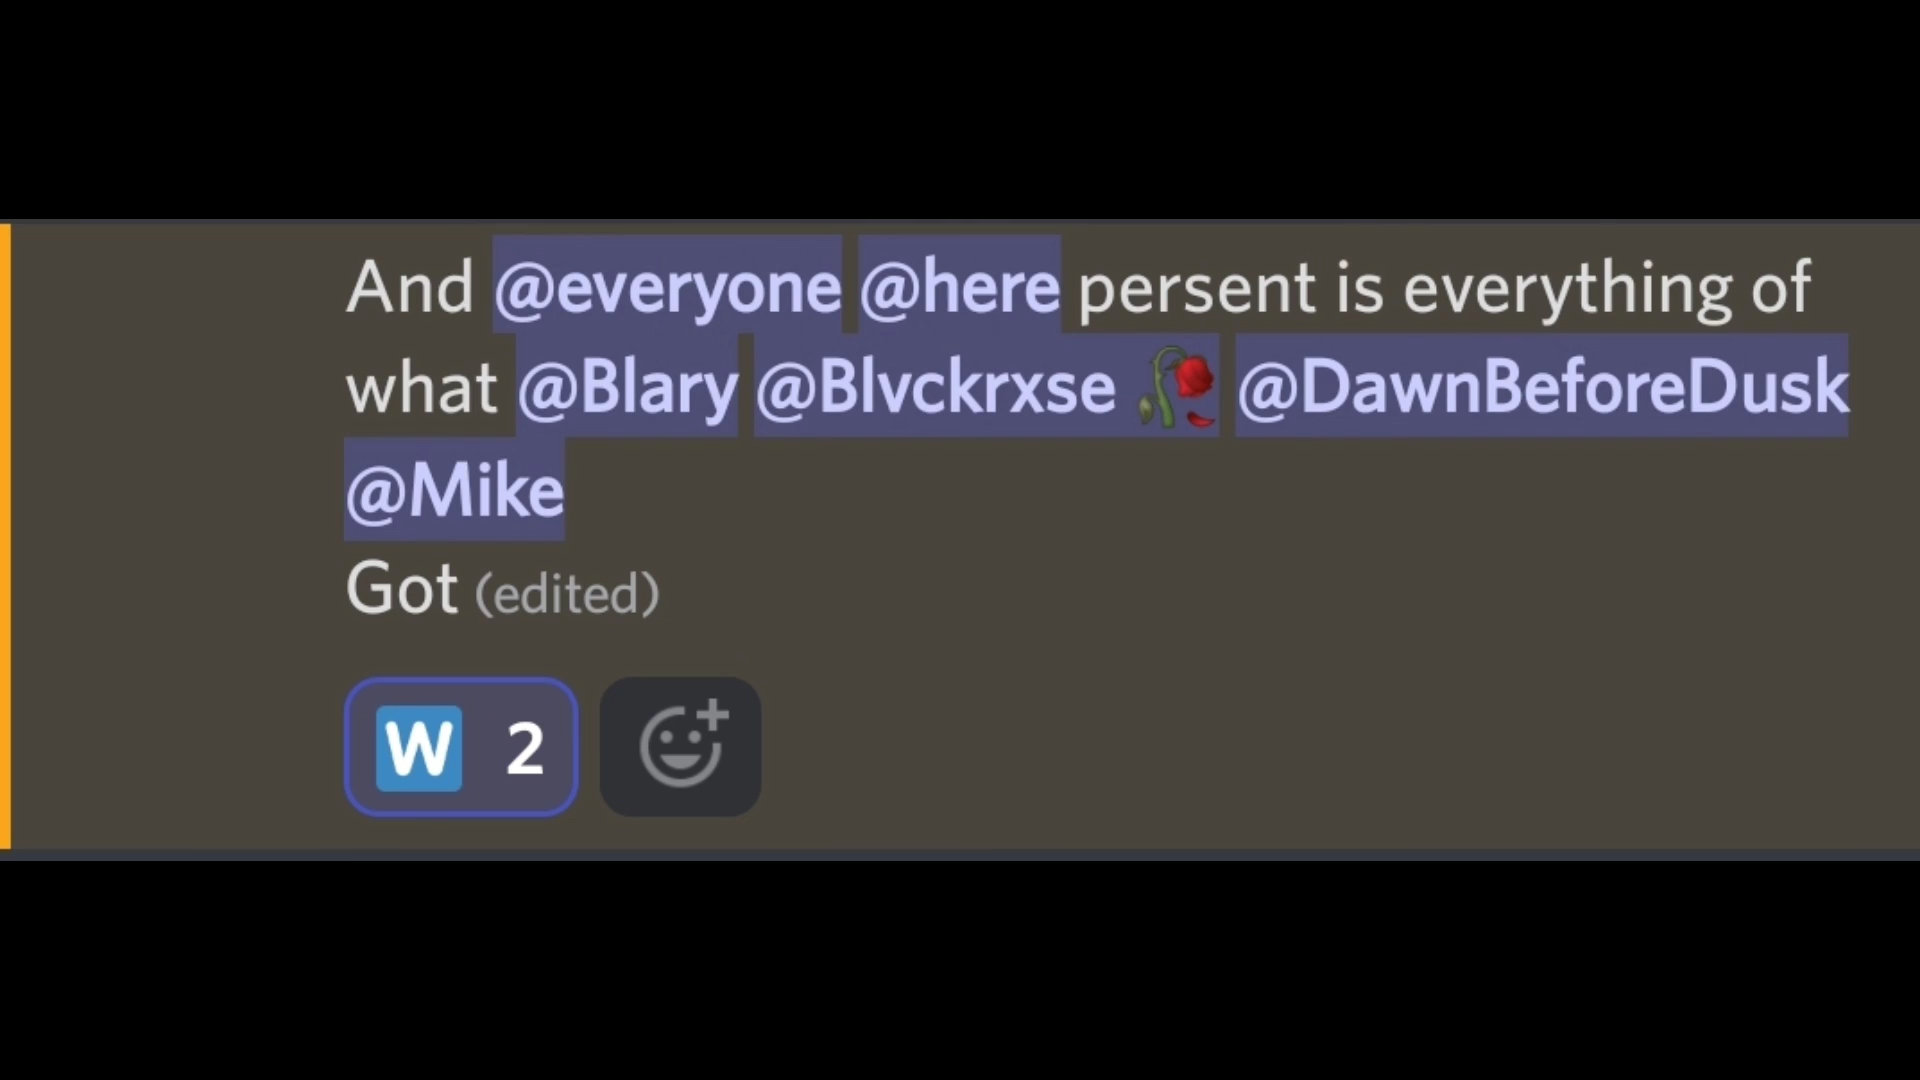 And @everyone @here persent is everything of
what @Blary @Blvckrxse🥀 @DawnBeforeDusk
@Mike
Got (edited)
W 2